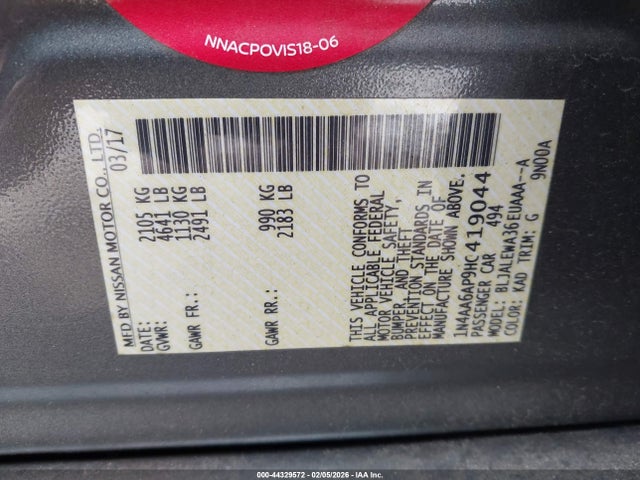 NNACPOVIS18-06
MFD BY NISSAN MOTOR CO., LTD.
DATE: 03/17
GVWR: 2105 KG
4641 LB
GAWR FR.: 1130 KG
2491 LB
GAWR RR.: 990 KG
2183 LB
THIS VEHICLE CONFORMS TO
ALL APPLICABLE FEDERAL
MOTOR VEHICLE SAFETY,
BUMPER, AND THEFT
PREVENTION STANDARDS IN
EFFECT ON THE DATE OF
MANUFACTURE SHOWN ABOVE.
1N4AA6AP9HC419044
PASSENGER CAR 494
MODEL: BLJALEWA36EUAAA--A
COLOR: KAD TRIM: G 9N00A
000-44329572 - 02/05/2026 - IAA Inc.